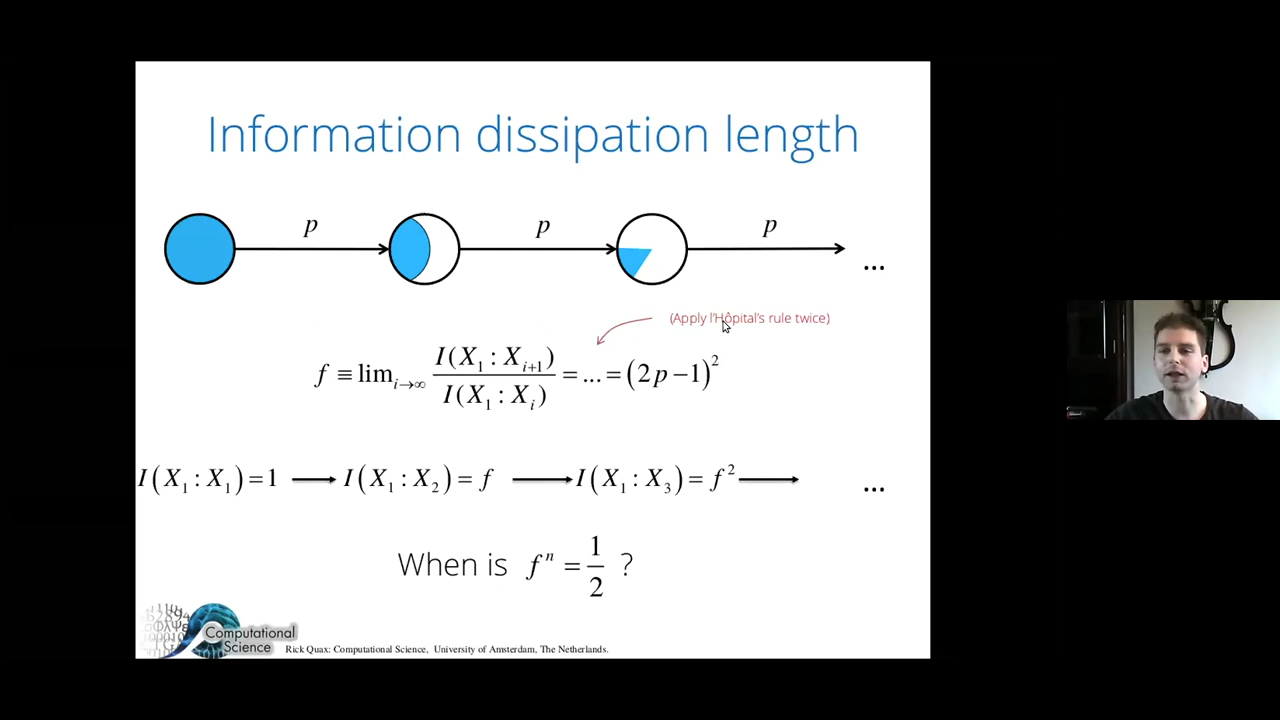 Information dissipation length
p p p
...
(Apply l'Hôpital's rule twice)
f ≡ lim_{i→∞} I(X_1 : X_{i+1}) / I(X_1 : X_i) = ... = (2p − 1)^2
I(X_1 : X_1) = 1 ⟶ I(X_1 : X_2) = f ⟶ I(X_1 : X_3) = f^2 ⟶ ...
When is f^n = 1/2 ?
Computational
Science
Rick Quax: Computational Science, University of Amsterdam, The Netherlands.